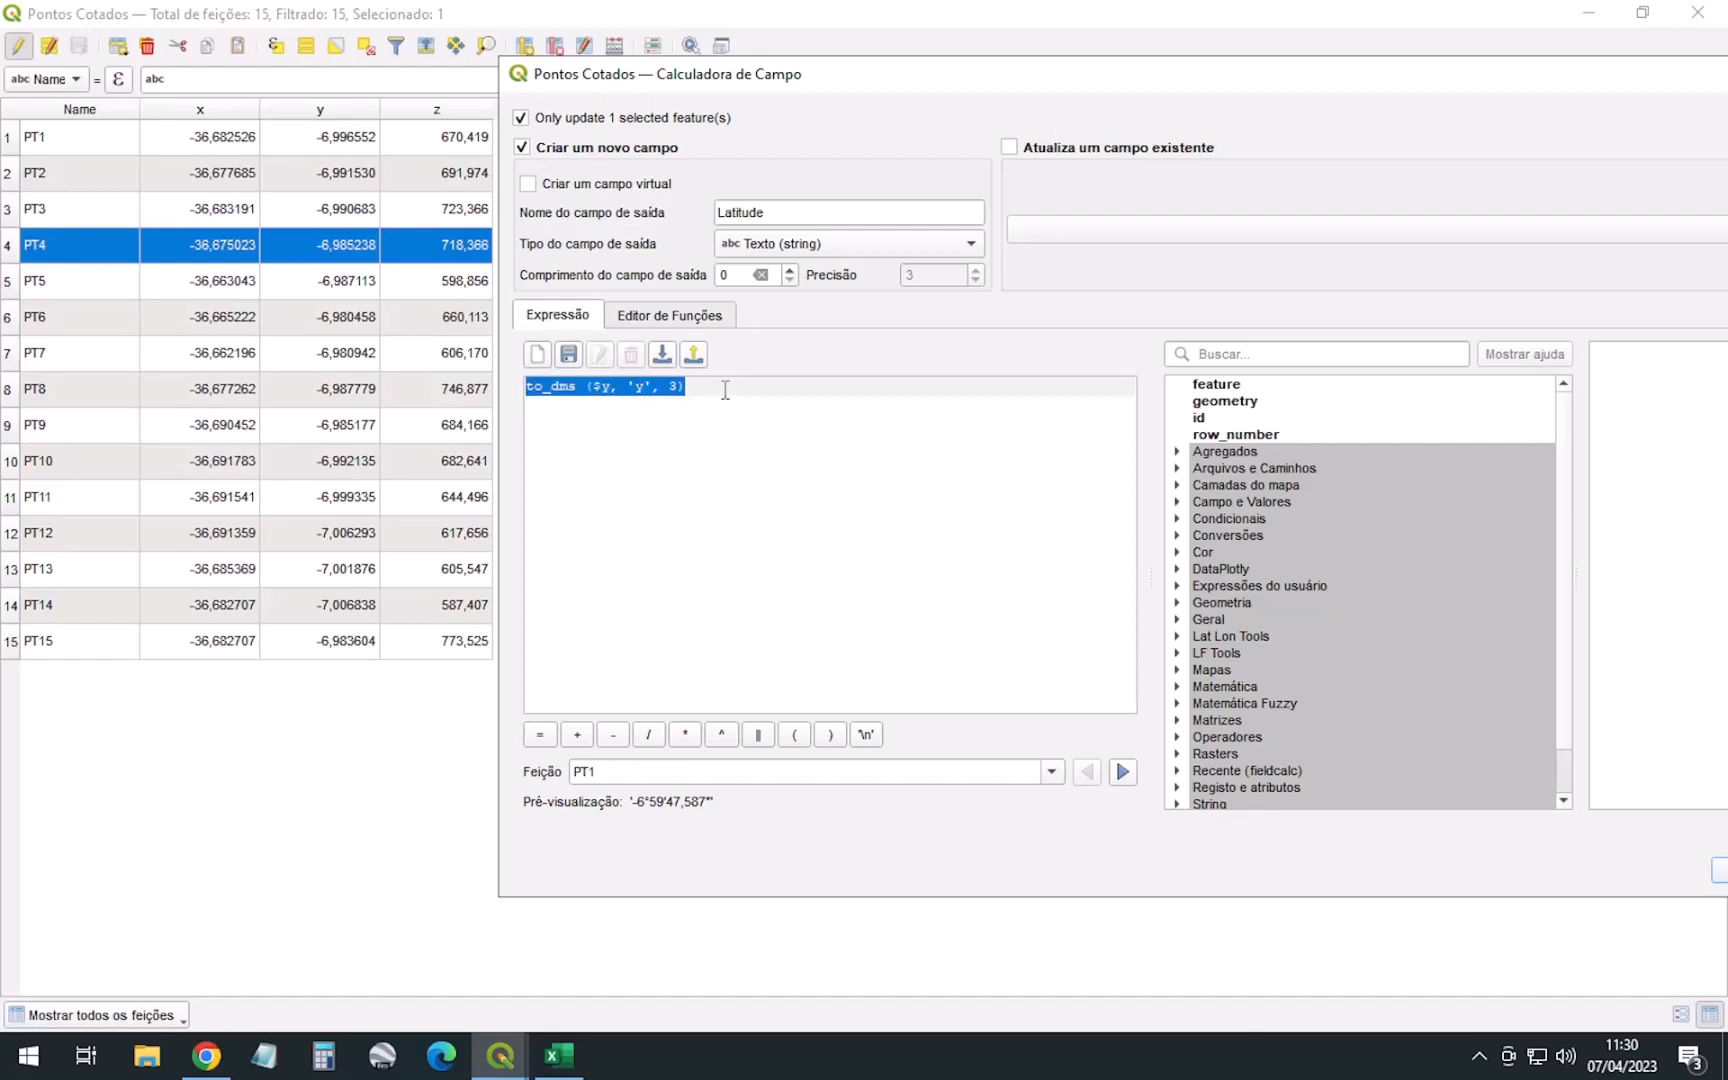 Pontos Cotados — Total de feições: 15, Filtrado: 15, Selecionado: 1
abc Name = ε abc
Name x y z
1 PT1 -36,682526 -6,996552 670,419
2 PT2 -36,677685 -6,991530 691,974
3 PT3 -36,683191 -6,990683 723,366
4 PT4 -36,675023 -6,985238 718,366
5 PT5 -36,663043 -6,987113 598,856
6 PT6 -36,665222 -6,980458 660,113
7 PT7 -36,662196 -6,980942 606,170
8 PT8 -36,677262 -6,987779 746,877
9 PT9 -36,690452 -6,985177 684,166
10 PT10 -36,691783 -6,992135 682,641
11 PT11 -36,691541 -6,999335 644,496
12 PT12 -36,691359 -7,006293 617,656
13 PT13 -36,685369 -7,001876 605,547
14 PT14 -36,682707 -7,006838 587,407
15 PT15 -36,682707 -6,983604 773,525
Pontos Cotados — Calculadora de Campo
Only update 1 selected feature(s)
Criar um novo campo
Atualiza um campo existente
Criar um campo virtual
Nome do campo de saída Latitude
Tipo do campo de saída abc Texto (string)
Comprimento do campo de saída 0 Precisão 3
Expressão Editor de Funções
Buscar... Mostrar ajuda
to_dms ($y, 'y', 3)
feature
geometry
id
row_number
Agregados
Arquivos e Caminhos
Camadas do mapa
Campo e Valores
Condicionais
Conversões
Cor
DataPlotly
Expressões do usuário
Geometria
Geral
Lat Lon Tools
LF Tools
Mapas
Matemática
Matemática Fuzzy
Matrizes
Operadores
Rasters
Recente (fieldcalc)
Registo e atributos
String
= + - / * ^ || ( ) '\n'
Feição PT1
Pré-visualização: '-6°59′47,587″'
Mostrar todos os feições
11:30
07/04/2023
3